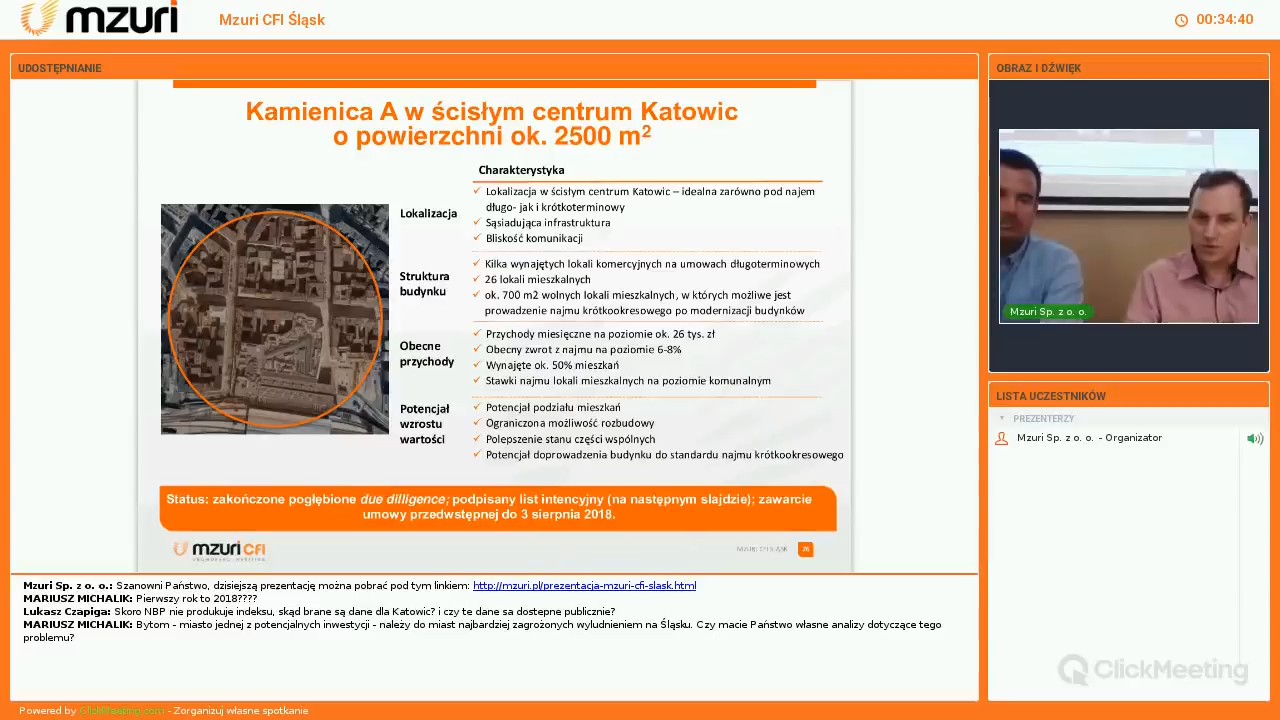 mzuri
Mzuri CFI Śląsk
00:34:40
UDOSTĘPNIANIE
Kamienica A w ścisłym centrum Katowic
o powierzchni ok. 2500 m²
Charakterystyka
Lokalizacja
Lokalizacja w ścisłym centrum Katowic – idealna zarówno pod najem
długo- jak i krótkoterminowy
Sąsiadująca infrastruktura
Bliskość komunikacji
Struktura
budynku
Kilka wynajętych lokali komercyjnych na umowach długoterminowych
26 lokali mieszkalnych
ok. 700 m2 wolnych lokali mieszkalnych, w których możliwe jest
prowadzenie najmu krótkookresowego po modernizacji budynków
Obecne
przychody
Przychody miesięczne na poziomie ok. 26 tys. zł
Obecny zwrot z najmu na poziomie 6-8%
Wynajęte ok. 50% mieszkań
Stawki najmu lokali mieszkalnych na poziomie komunalnym
Potencjał
wzrostu
wartości
Potencjał podziału mieszkań
Ograniczona możliwość rozbudowy
Polepszenie stanu części wspólnych
Potencjał doprowadzenia budynku do standardu najmu krótkookresowego
Status: zakończone pogłębione due dilligence; podpisany list intencyjny (na następnym slajdzie); zawarcie
umowy przedwstępnej do 3 sierpnia 2018.
mzuri CFI
MZURI CFI ŚLĄSK
26
Mzuri Sp. z o. o.: Szanowni Państwo, dzisiejszą prezentację można pobrać pod tym linkiem: http://mzuri.pl/prezentacja-mzuri-cfi-slask.html
MARIUSZ MICHALIK: Pierwszy rok to 2018????
Lukasz Czapiga: Skoro NBP nie produkuje indeksu, skąd brane są dane dla Katowic? i czy te dane sa dostepne publicznie?
MARIUSZ MICHALIK: Bytom - miasto jednej z potencjalnych inwestycji - należy do miast najbardziej zagrożonych wyludnieniem na Śląsku. Czy macie Państwo własne analizy dotyczące tego
problemu?
OBRAZ I DŹWIĘK
Mzuri Sp. z o. o.
LISTA UCZESTNIKÓW
PREZENTERZY
Mzuri Sp. z o. o. - Organizator
ClickMeeting
Powered by ClickMeeting.com - Zorganizuj własne spotkanie